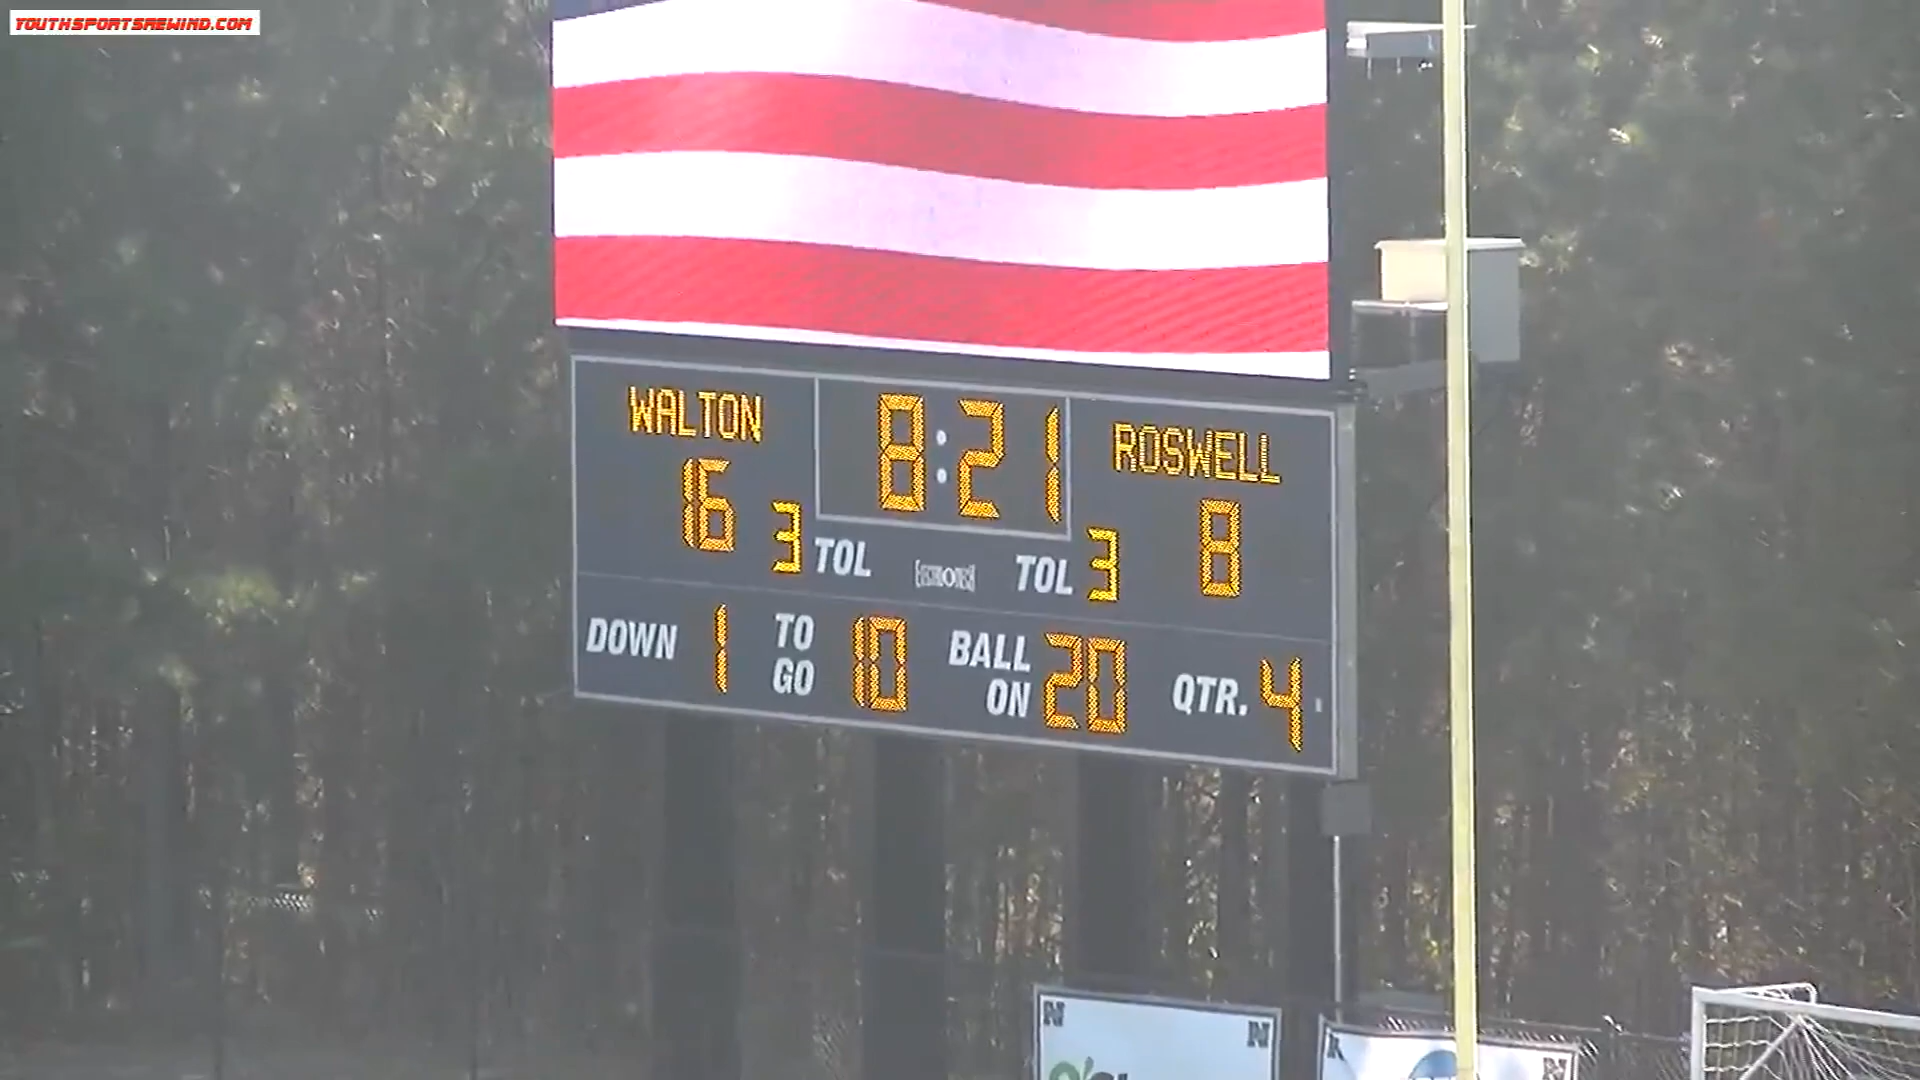 YOUTHSPORTSREWIND.COM
WALTON 8:21 ROSWELL
16 3 TOL TOL 3 8
DOWN 1 TO GO 10 BALL ON 20 QTR. 4
N N
N